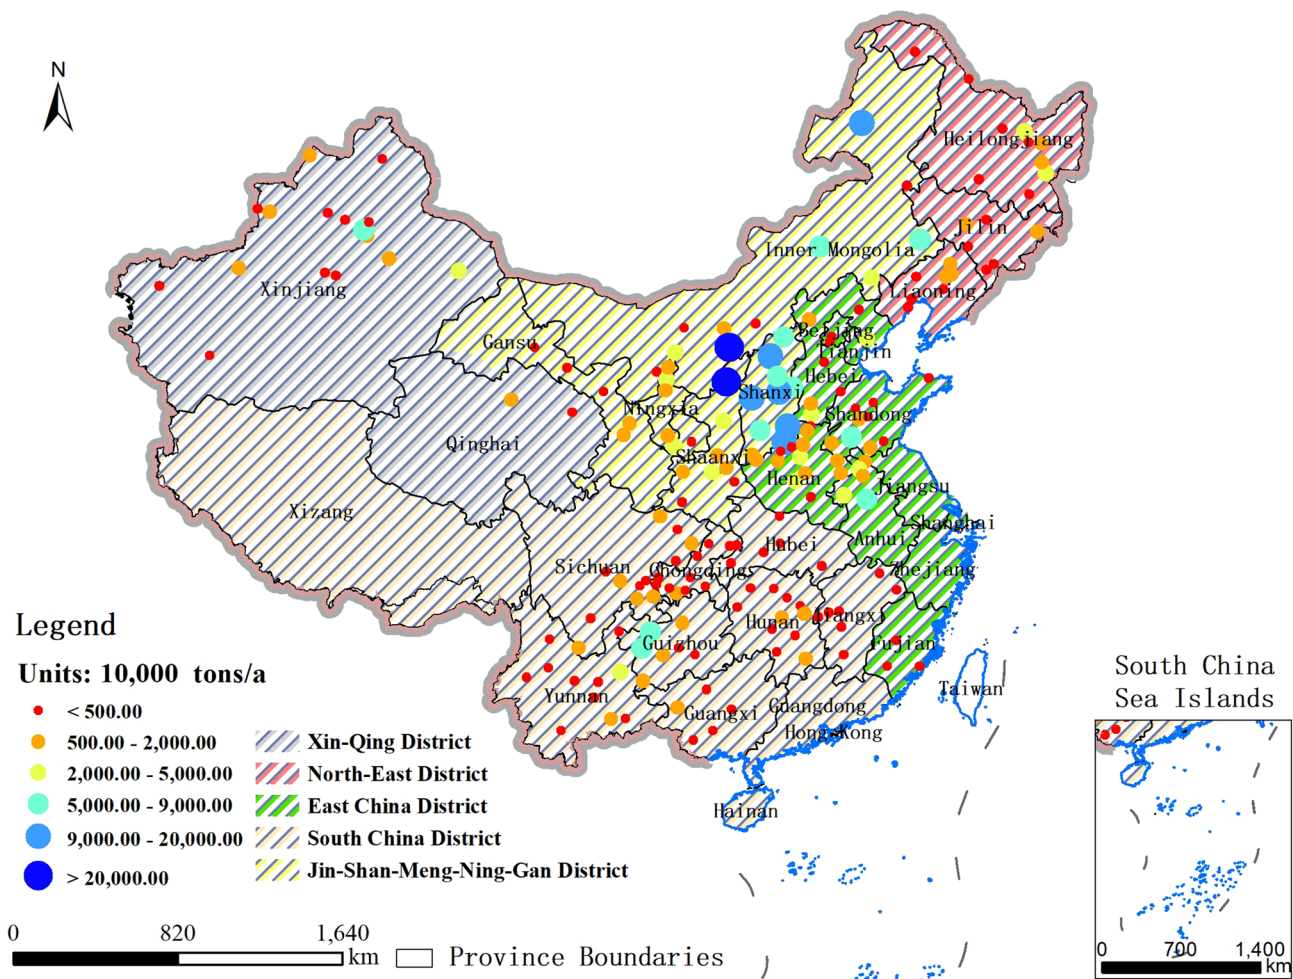 N
Heilongjiang
Jilin
Inner Mongolia
Liaoning
Xinjiang
Beijing
Tianjin
Gansu
Hebei
Shanxi
Ningxia
Shandong
Qinghai
Shaanxi
Henan
Jiangsu
Xizang
Shanghai
Anhui
Hubei
Sichuan
Chongqing
Zhejiang
Hunan
Jiangxi
Guizhou
Fujian
Taiwan
Yunnan
Guangxi
Guangdong
Hong Kong
Hainan
Legend
Units: 10,000 tons/a
< 500.00
500.00 - 2,000.00
2,000.00 - 5,000.00
5,000.00 - 9,000.00
9,000.00 - 20,000.00
> 20,000.00
Xin-Qing District
North-East District
East China District
South China District
Jin-Shan-Meng-Ning-Gan District
0 820 1,640
km
Province Boundaries
South China
Sea Islands
0 700 1,400
km